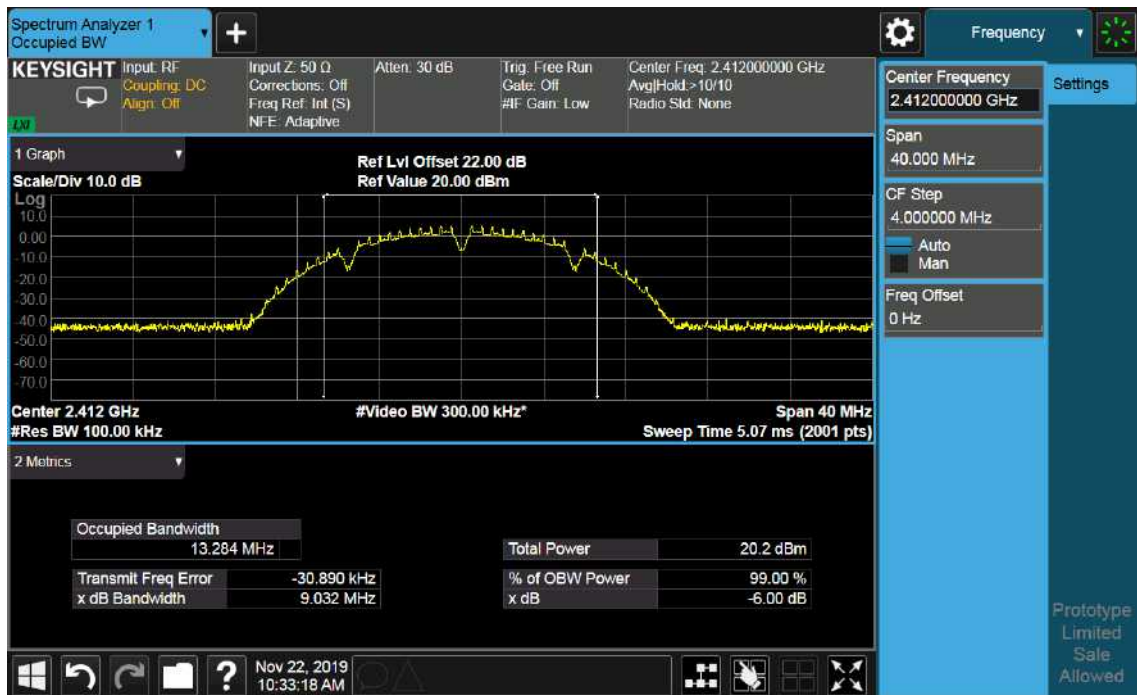 Spectrum Analyzer 1
Occupied BW
+
Frequency
KEYSIGHT
LXI
Input: RF
Coupling: DC
Align: Off
Input Z: 50 Ω
Corrections: Off
Freq Ref: Int (S)
NFE: Adaptive
Atten: 30 dB
Trig: Free Run
Gate: Off
#IF Gain: Low
Center Freq: 2.412000000 GHz
Avg|Hold:>10/10
Radio Std: None
Center Frequency
2.412000000 GHz
Settings
Span
40.000 MHz
CF Step
4.000000 MHz
Auto
Man
Freq Offset
0 Hz
1 Graph
Scale/Div 10.0 dB
Ref Lvl Offset 22.00 dB
Ref Value 20.00 dBm
Log
10.0
0.00
-10.0
-20.0
-30.0
-40.0
-50.0
-60.0
-70.0
Center 2.412 GHz
#Res BW 100.00 kHz
#Video BW 300.00 kHz*
Span 40 MHz
Sweep Time 5.07 ms (2001 pts)
2 Metrics
Occupied Bandwidth
13.284 MHz
Total Power 20.2 dBm
Transmit Freq Error -30.890 kHz
% of OBW Power 99.00 %
x dB Bandwidth 9.032 MHz
x dB -6.00 dB
Prototype
Limited
Sale
Allowed
?
Nov 22, 2019
10:33:18 AM